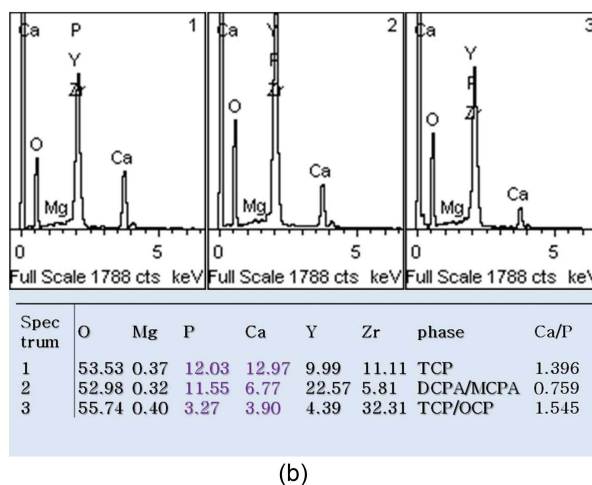 Ca P 1
Y
Zr
O
Ca
Mg
0 5
Full Scale 1788 cts keV
Ca Y 2
P
Zr
O
Ca
Mg
0 5
Full Scale 1788 cts keV
Ca Y 3
P
Zr
O
Ca
Mg
0 5
Full Scale 1788 cts keV
Spec trum O Mg P Ca Y Zr phase Ca/P
1 53.53 0.37 12.03 12.97 9.99 11.11 TCP 1.396
2 52.98 0.32 11.55 6.77 22.57 5.81 DCPA/MCPA 0.759
3 55.74 0.40 3.27 3.90 4.39 32.31 TCP/OCP 1.545
(b)